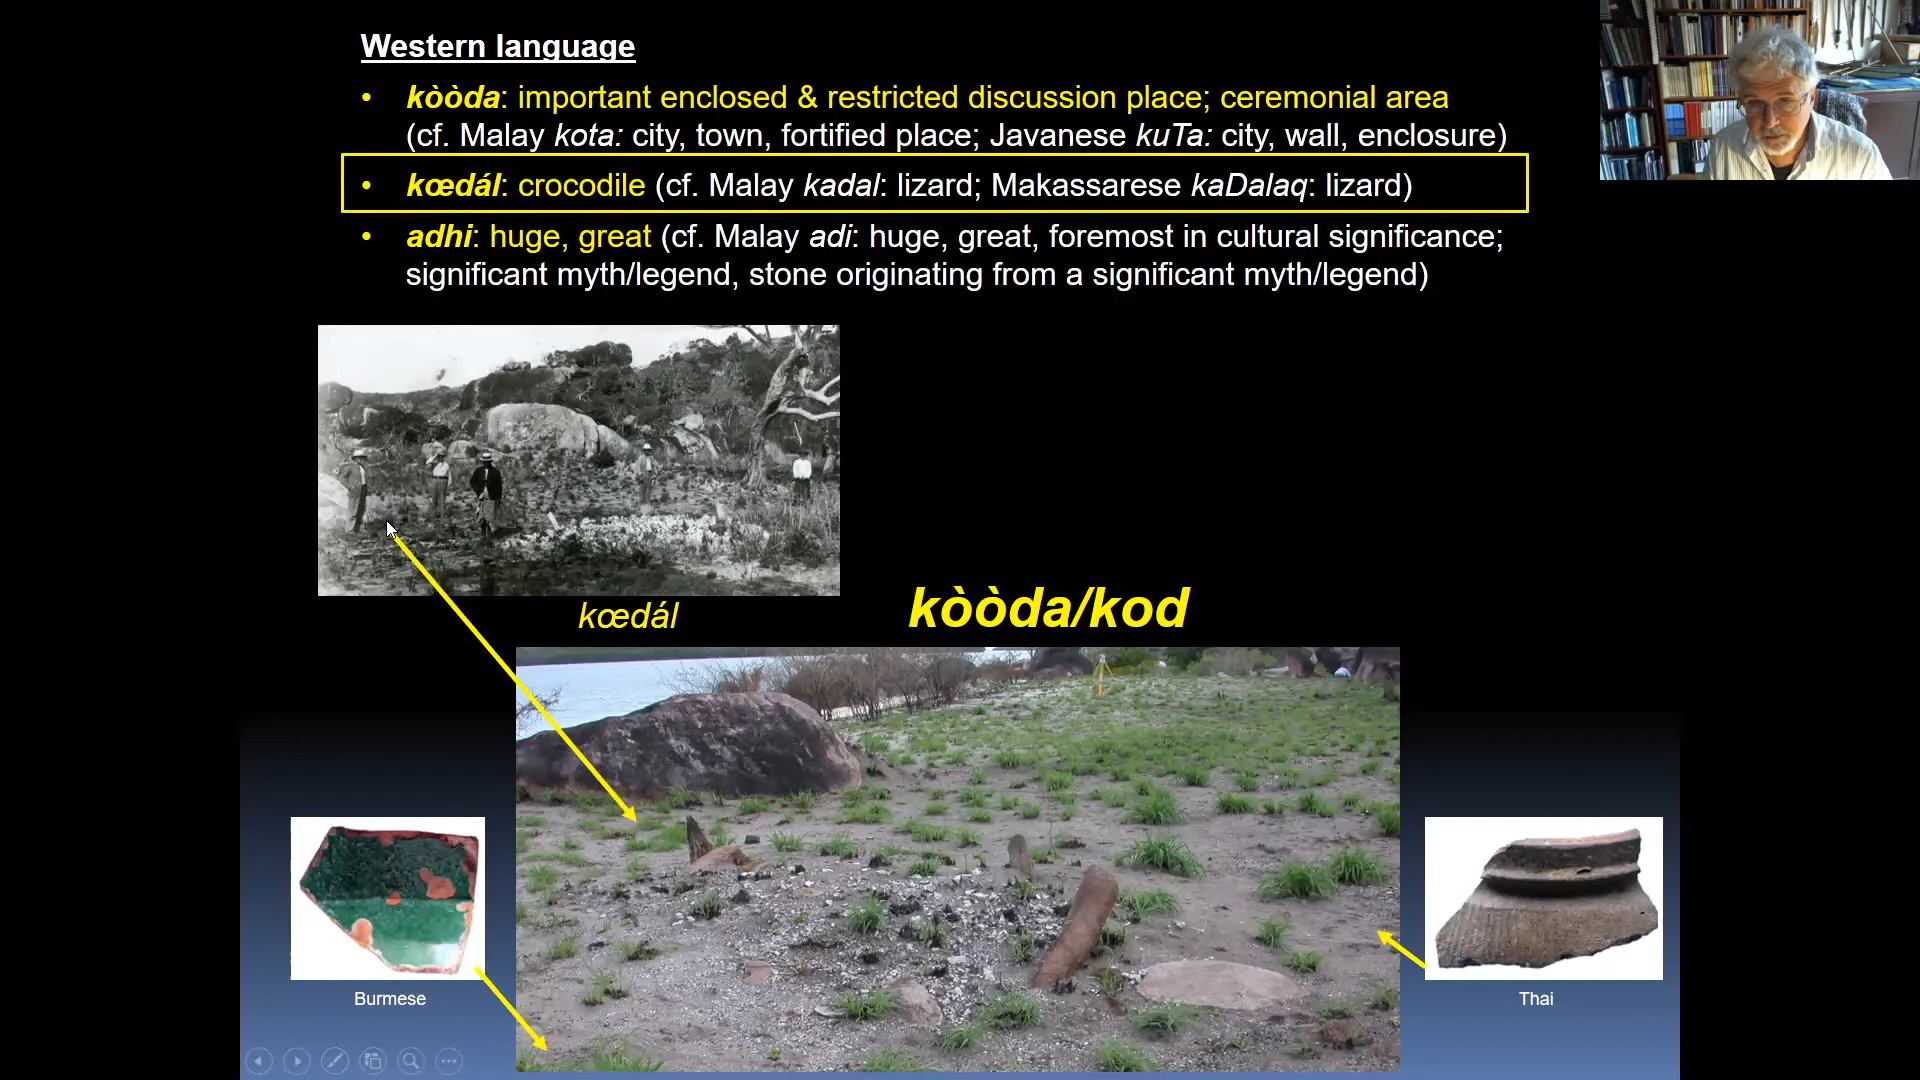 Western language
• kòòda: important enclosed & restricted discussion place; ceremonial area
(cf. Malay kota: city, town, fortified place; Javanese kuTa: city, wall, enclosure)
• kœdál: crocodile (cf. Malay kadal: lizard; Makassarese kaDalaq: lizard)
• adhi: huge, great (cf. Malay adi: huge, great, foremost in cultural significance;
significant myth/legend, stone originating from a significant myth/legend)
kœdál
kòòda/kod
Burmese
Thai